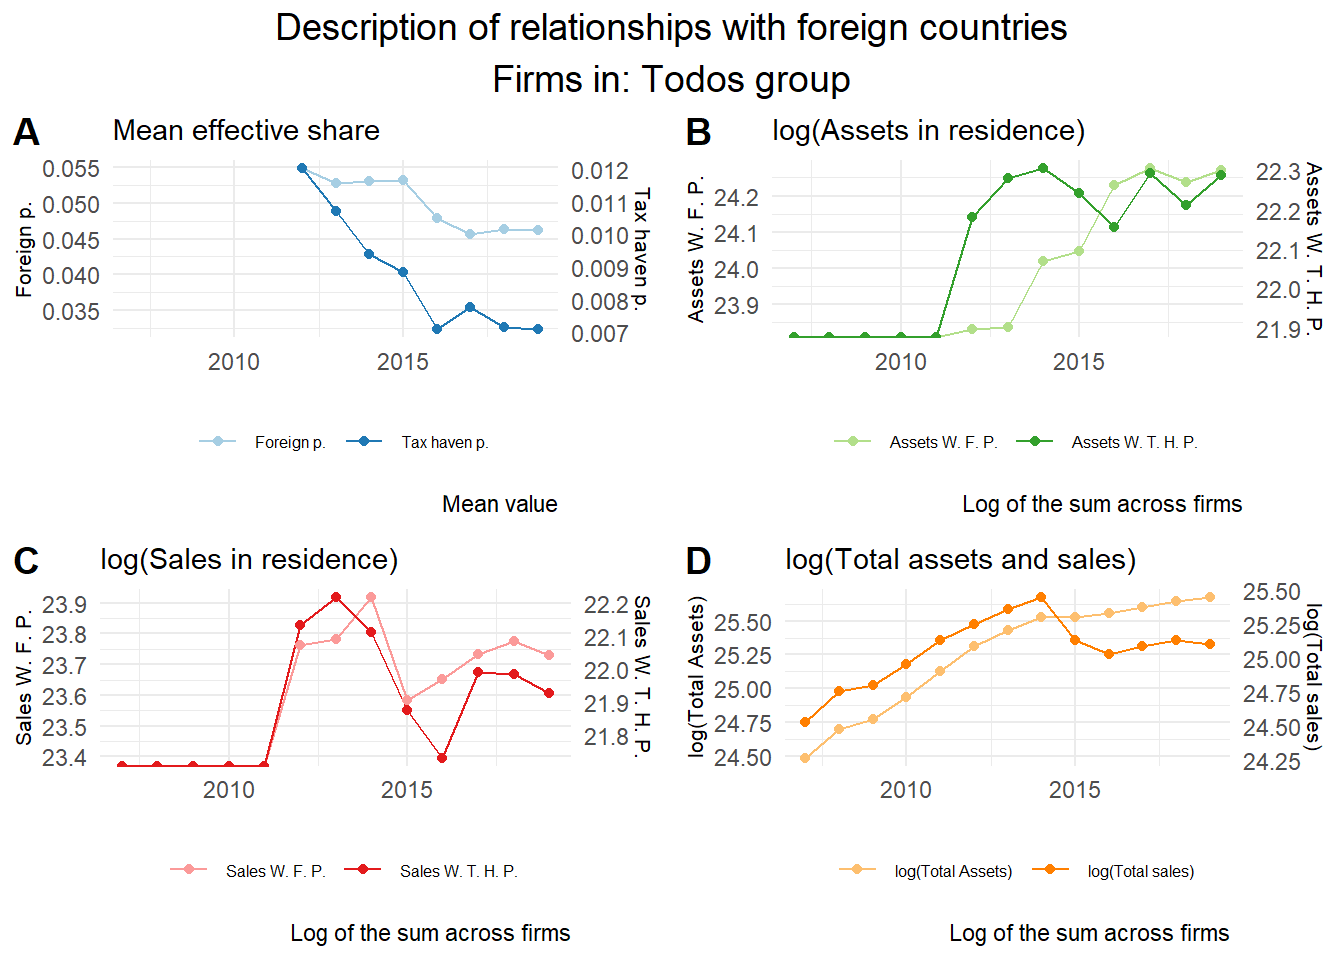 Description of relationships with foreign countries
Firms in: Todos group
A
Mean effective share
0.055
0.050
0.045
0.040
0.035
Foreign p.
0.012
0.011
0.010
0.009
0.008
0.007
Tax haven p.
2010
2015
Foreign p.
Tax haven p.
Mean value
B
log(Assets in residence)
24.2
24.1
24.0
23.9
Assets W. F. P.
22.3
22.2
22.1
22.0
21.9
Assets W. T. H. P.
2010
2015
Assets W. F. P.
Assets W. T. H. P.
Log of the sum across firms
C
log(Sales in residence)
23.9
23.8
23.7
23.6
23.5
23.4
Sales W. F. P.
22.2
22.1
22.0
21.9
21.8
Sales W. T. H. P.
2010
2015
Sales W. F. P.
Sales W. T. H. P.
Log of the sum across firms
D
log(Total assets and sales)
25.50
25.25
25.00
24.75
24.50
log(Total Assets)
25.50
25.25
25.00
24.75
24.50
24.25
log(Total sales)
2010
2015
log(Total Assets)
log(Total sales)
Log of the sum across firms